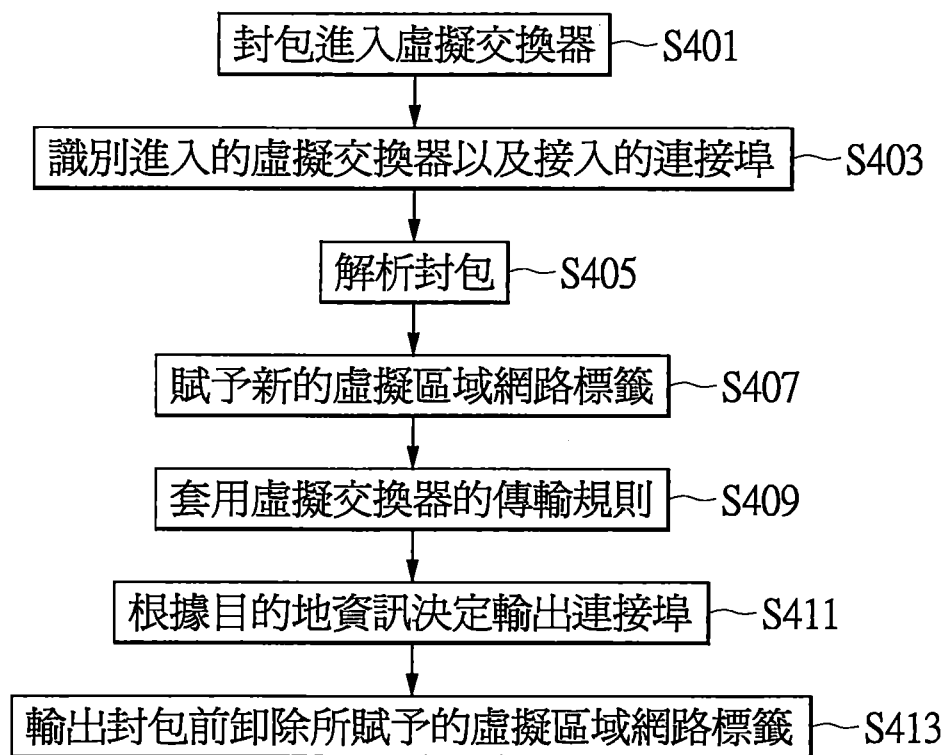 封包進入虛擬交換器 S401
識別進入的虛擬交換器以及接入的連接埠 S403
解析封包 S405
賦予新的虛擬區域網路標籤 S407
套用虛擬交換器的傳輸規則 S409
根據目的地資訊決定輸出連接埠 S411
輸出封包前卸除所賦予的虛擬區域網路標籤 S413